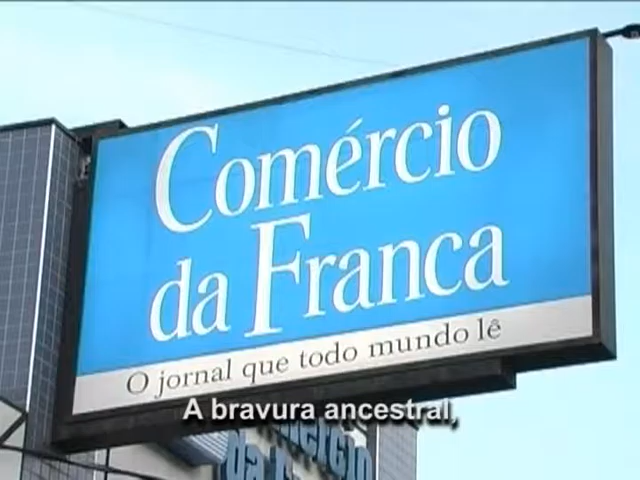 Comércio
da Franca
O jornal que todo mundo lê
A bravura ancestral,